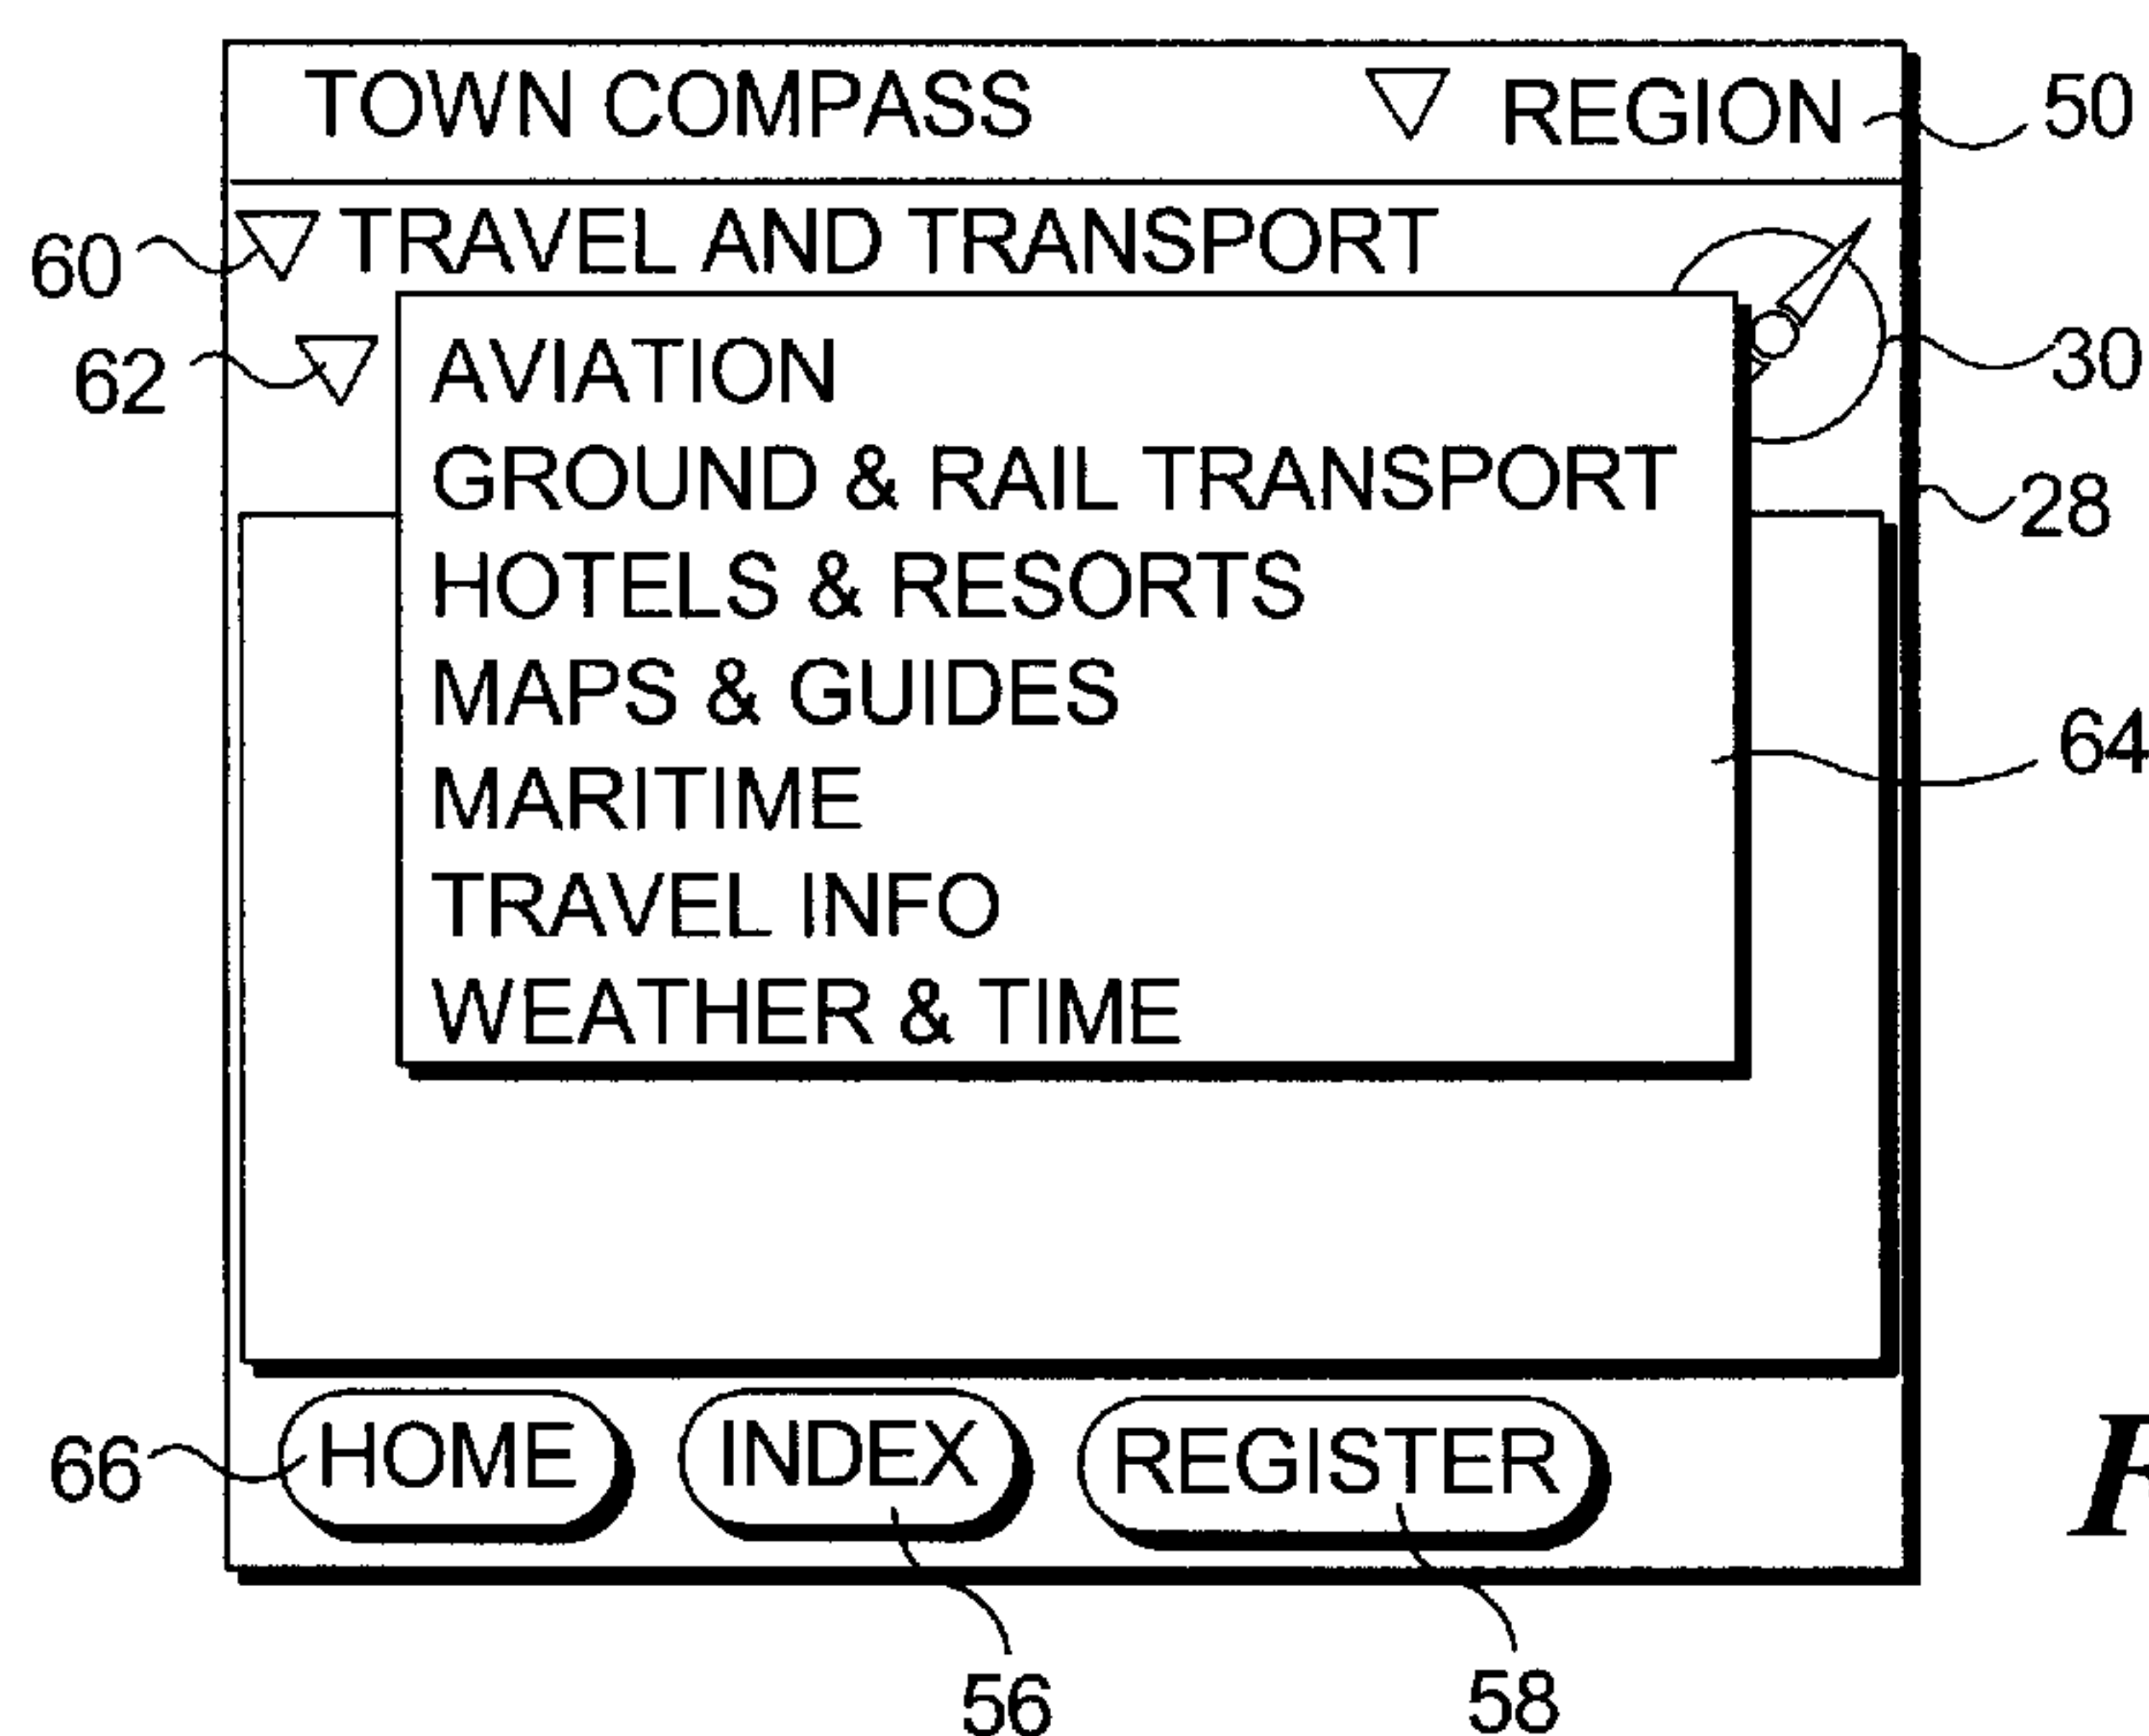 TOWN COMPASS ▽ REGION 50
60 ▽ TRAVEL AND TRANSPORT
62 ▽ AVIATION 30
GROUND & RAIL TRANSPORT 28
HOTELS & RESORTS
MAPS & GUIDES 64
MARITIME
TRAVEL INFO
WEATHER & TIME
66 HOME INDEX REGISTER
56 58